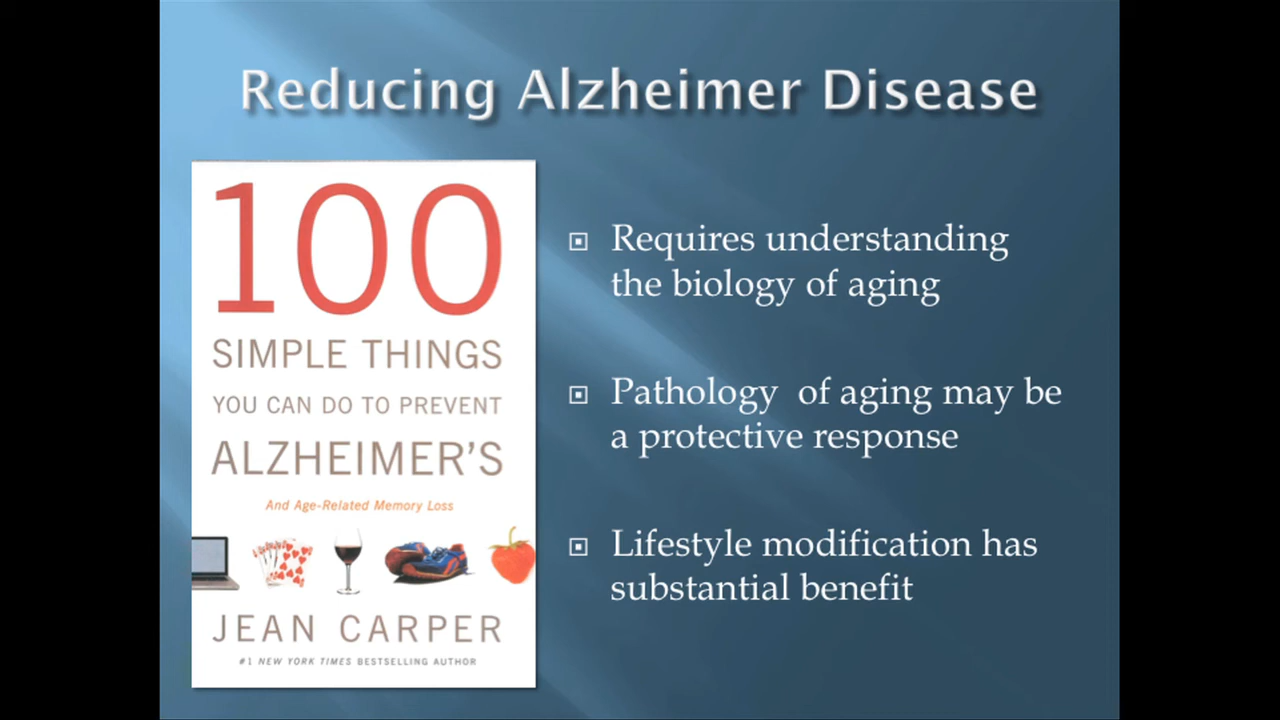 Reducing Alzheimer Disease
100
SIMPLE THINGS
YOU CAN DO TO PREVENT
ALZHEIMER'S
And Age-Related Memory Loss
JEAN CARPER
#1 NEW YORK TIMES BESTSELLING AUTHOR
Requires understanding
the biology of aging
Pathology of aging may be
a protective response
Lifestyle modification has
substantial benefit